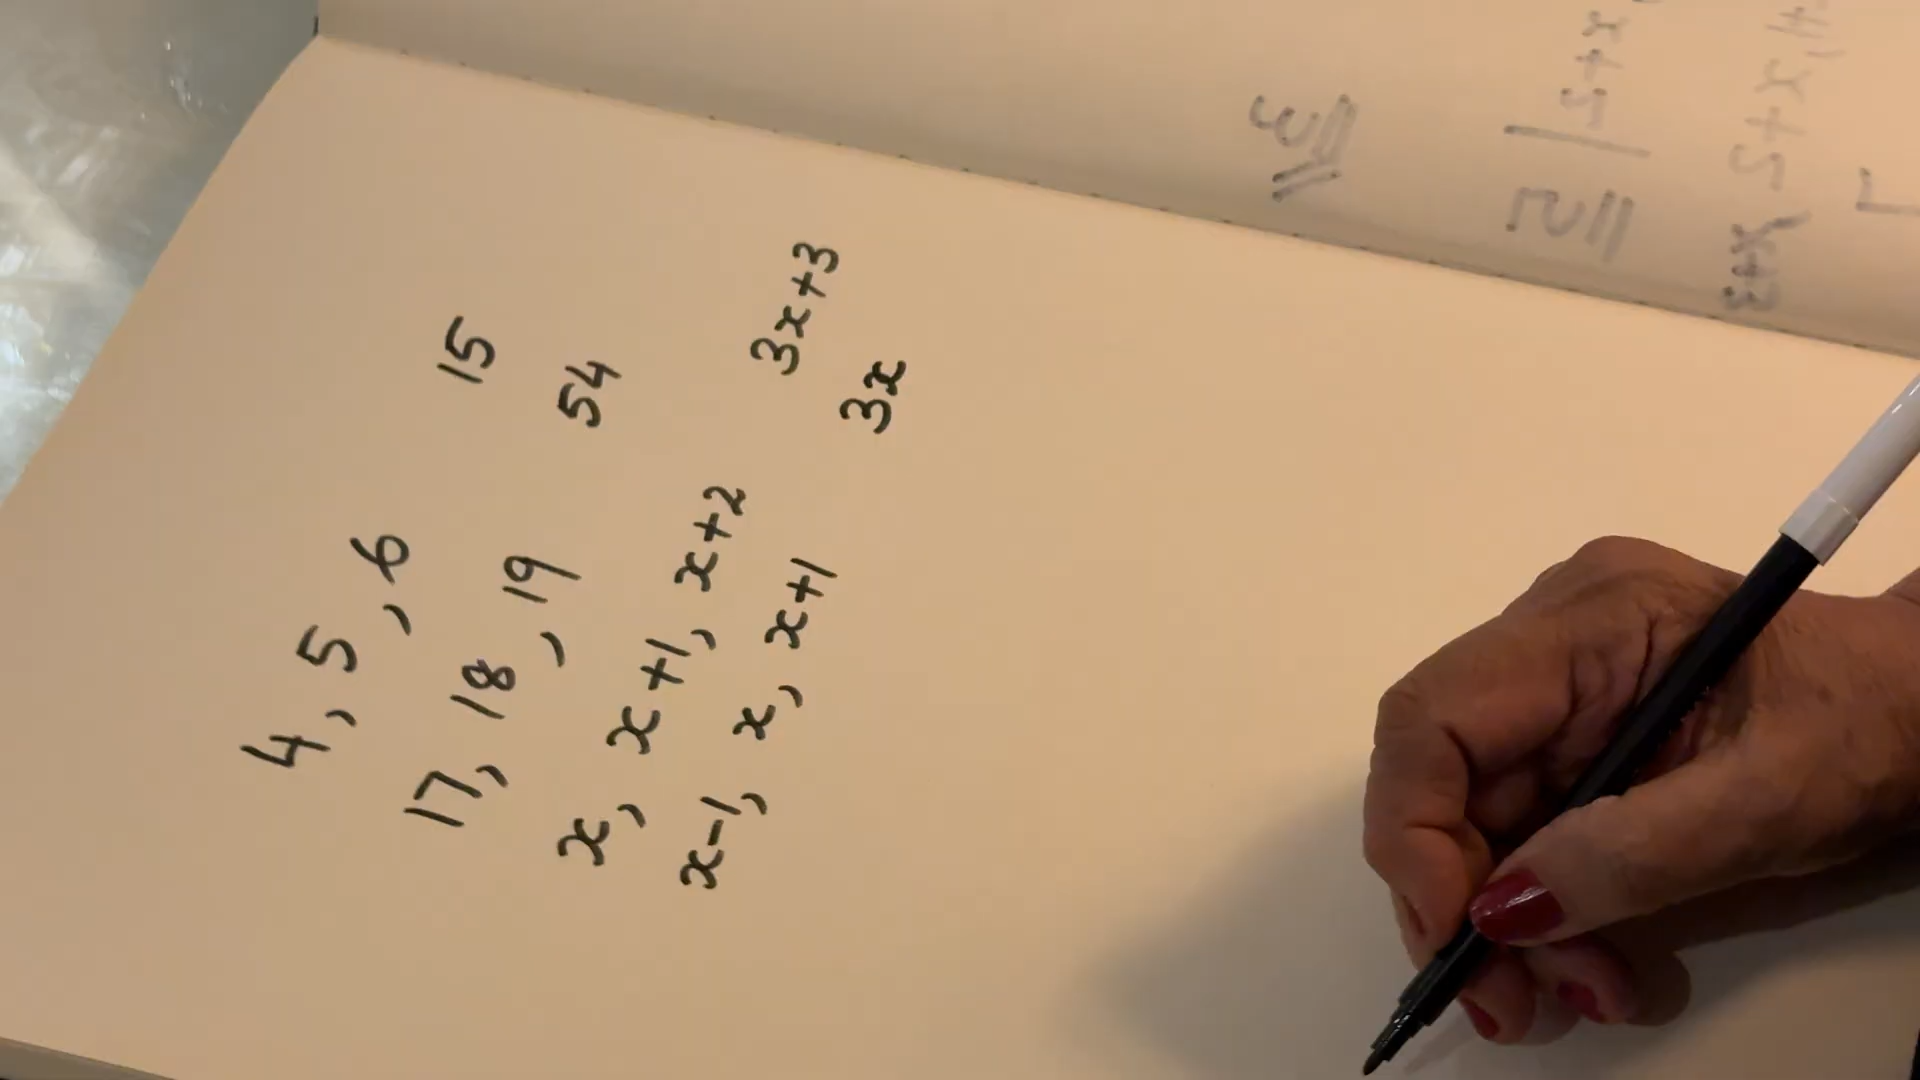 4, 5, 6 15
17, 18, 19 54
x, x+1, x+2 3x+3
x-1, x, x+1 3x